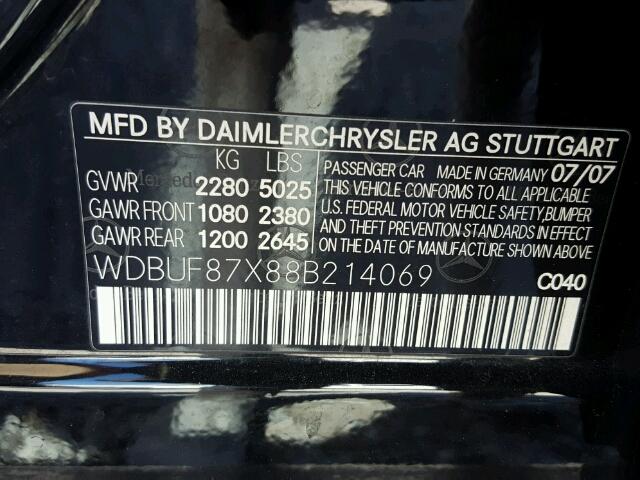 MFD BY DAIMLERCHRYSLER AG STUTTGART
KG LBS
GVWR 2280 5025
GAWR FRONT 1080 2380
GAWR REAR 1200 2645
PASSENGER CAR MADE IN GERMANY 07/07
THIS VEHICLE CONFORMS TO ALL APPLICABLE
U.S. FEDERAL MOTOR VEHICLE SAFETY,BUMPER
AND THEFT PREVENTION STANDARDS IN EFFECT
ON THE DATE OF MANUFACTURE SHOWN ABOVE.
WDBUF87X88B214069
C040